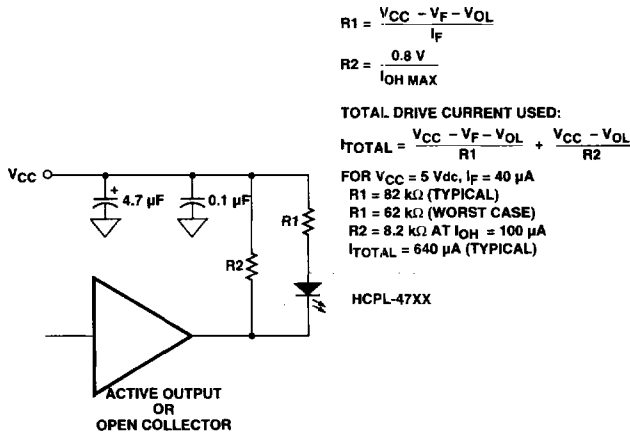 R1 = (VCC – VF – VOL) / IF
R2 = 0.8 V / IOH MAX
TOTAL DRIVE CURRENT USED:
ITOTAL = (VCC – VF – VOL) / R1 + (VCC – VOL) / R2
FOR VCC = 5 Vdc, IF = 40 µA
R1 = 82 kΩ (TYPICAL)
R1 = 62 kΩ (WORST CASE)
R2 = 8.2 kΩ AT IOH = 100 µA
ITOTAL = 640 µA (TYPICAL)
VCC
+
4.7 µF
0.1 µF
R1
R2
HCPL-47XX
ACTIVE OUTPUT
OR
OPEN COLLECTOR